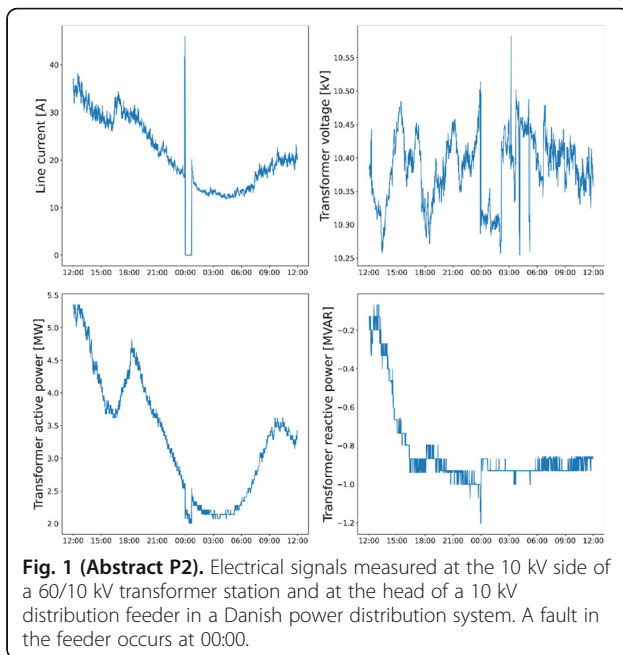 Line current [A]
40
30
20
10
0
12:00 15:00 18:00 21:00 00:00 03:00 06:00 09:00 12:00
Transformer voltage [kV]
10.55
10.50
10.45
10.40
10.35
10.30
10.25
12:00 15:00 18:00 21:00 00:00 03:00 06:00 09:00 12:00
Transformer active power [MW]
5.5
5.0
4.5
4.0
3.5
3.0
2.5
2.0
12:00 15:00 18:00 21:00 00:00 03:00 06:00 09:00 12:00
Transformer reactive power [MVAR]
−0.2
−0.4
−0.6
−0.8
−1.0
−1.2
12:00 15:00 18:00 21:00 00:00 03:00 06:00 09:00 12:00
Fig. 1 (Abstract P2). Electrical signals measured at the 10 kV side of
a 60/10 kV transformer station and at the head of a 10 kV
distribution feeder in a Danish power distribution system. A fault in
the feeder occurs at 00:00.